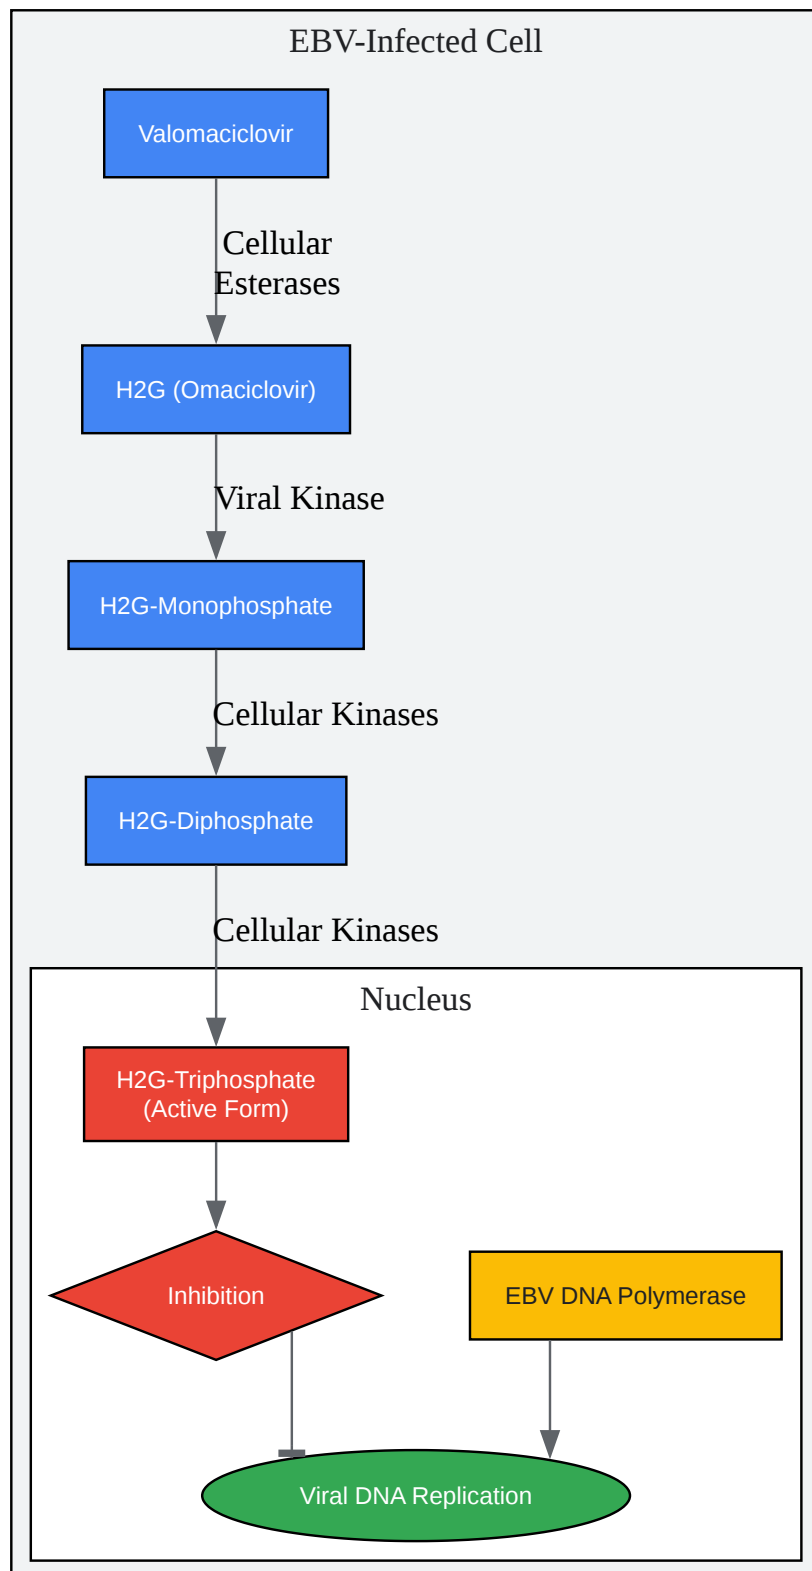 EBV-Infected Cell
Valomaciclovir
Cellular
Esterases
H2G (Omaciclovir)
Viral Kinase
H2G-Monophosphate
Cellular Kinases
H2G-Diphosphate
Cellular Kinases
Nucleus
H2G-Triphosphate
(Active Form)
Inhibition
EBV DNA Polymerase
Viral DNA Replication